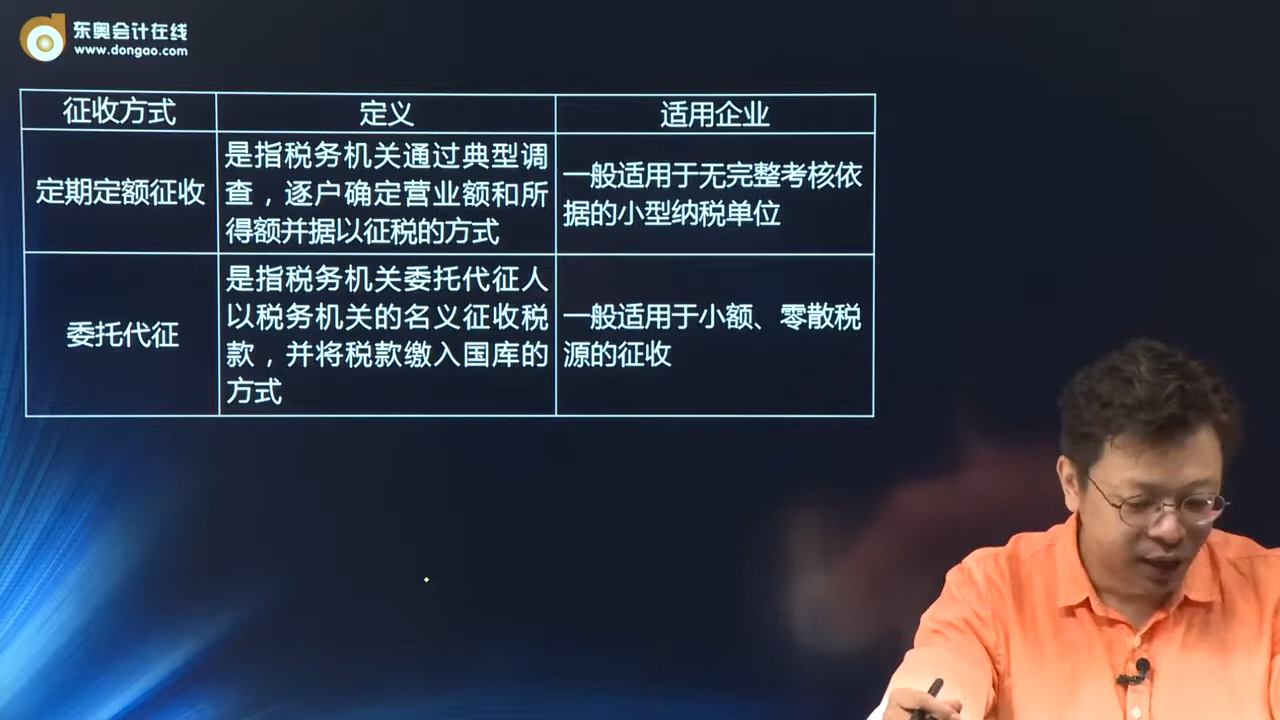 东奥会计在线
www.dongao.com
征收方式
定义
适用企业
定期定额征收
是指税务机关通过典型调
查，逐户确定营业额和所
得额并据以征税的方式
一般适用于无完整考核依
据的小型纳税单位
委托代征
是指税务机关委托代征人
以税务机关的名义征收税
款，并将税款缴入国库的
方式
一般适用于小额、零散税
源的征收